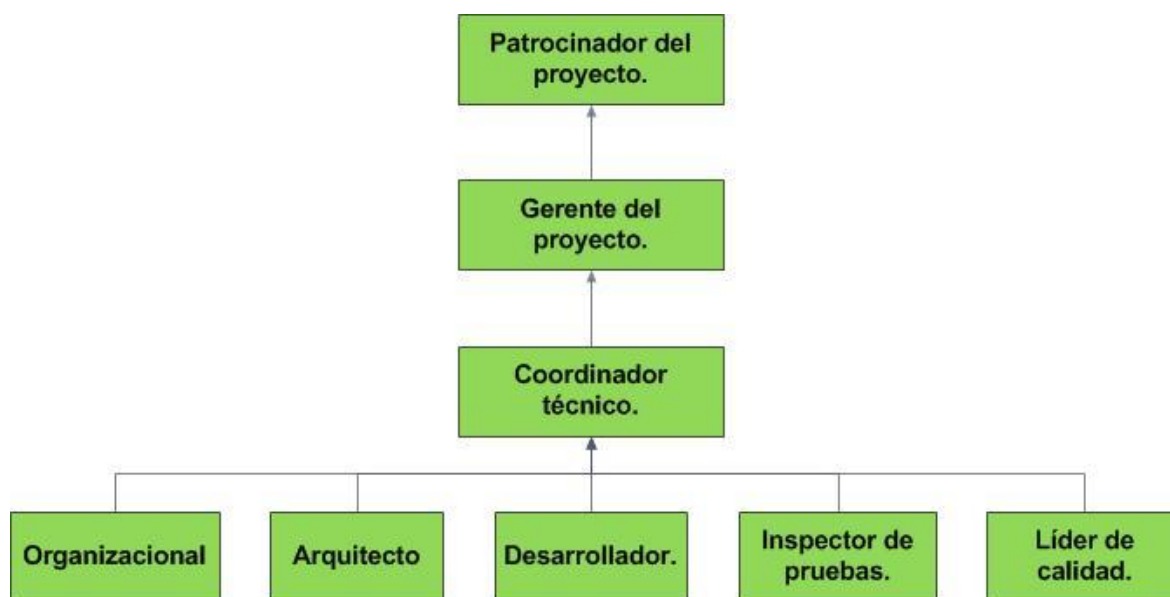 Patrocinador del
proyecto.
Gerente del
proyecto.
Coordinador
técnico.
Organizacional
Arquitecto
Desarrollador.
Inspector de
pruebas.
Líder de
calidad.